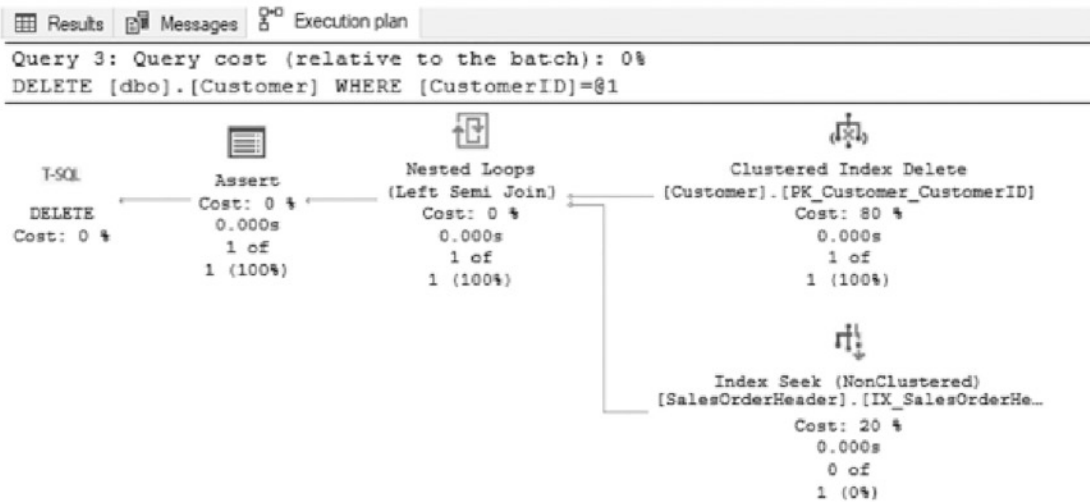 Results Messages Execution plan
Query 3: Query cost (relative to the batch): 0%
DELETE [dbo].[Customer] WHERE [CustomerID]=@1
T-SQL
DELETE
Cost: 0 %
Assert
Cost: 0 %
0.000s
1 of
1 (100%)
Nested Loops
(Left Semi Join)
Cost: 0 %
0.000s
1 of
1 (100%)
Clustered Index Delete
[Customer].[PK_Customer_CustomerID]
Cost: 80 %
0.000s
1 of
1 (100%)
Index Seek (NonClustered)
[SalesOrderHeader].[IX_SalesOrderHe…
Cost: 20 %
0.000s
0 of
1 (0%)